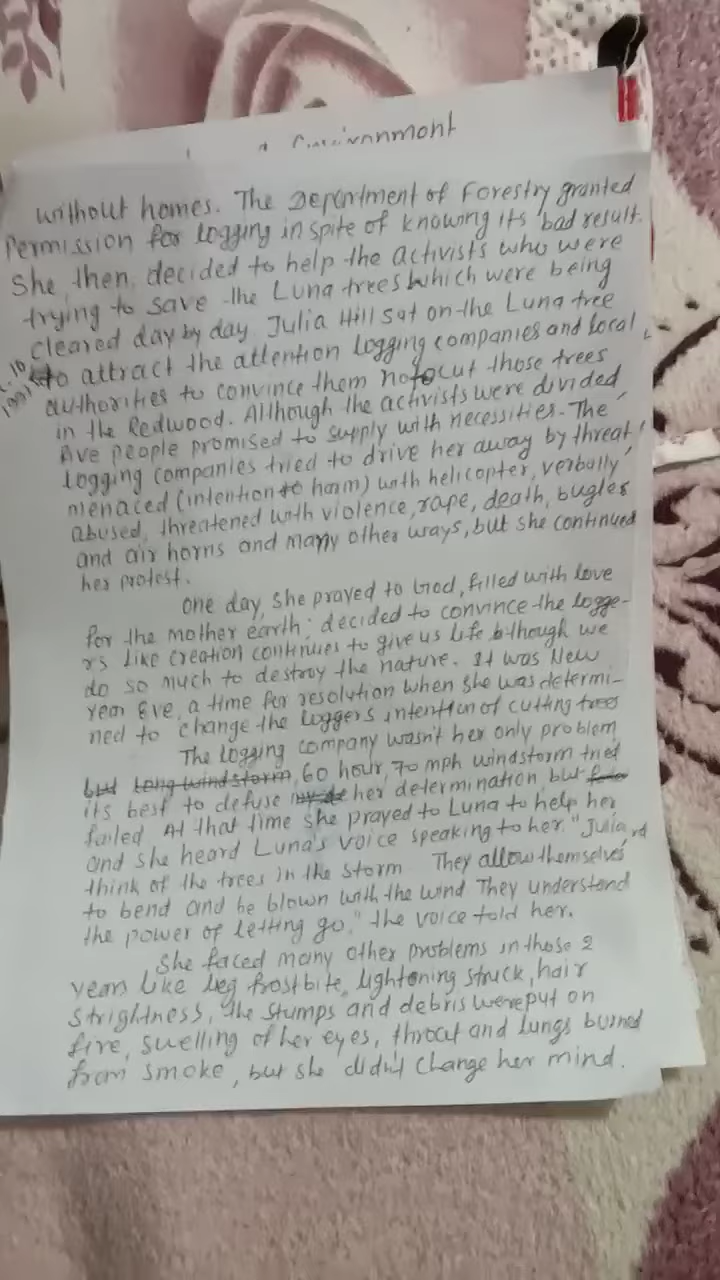 without homes. The Department of Forestry granted
Permission for logging in spite of knowing its bad result.
She then, decided to help the activists who were
trying to save the Luna trees which were being
cleared day by day. Julia Hill sat on the Luna tree
to attract the attention logging companies and local
authorities to convince them not to cut those trees
in the Redwood. Although the activists were divided,
five people promised to supply with necessities. The
logging companies tried to drive her away by threat,
menaced (intention to harm) with helicopter, verbally
abused, threatened with violence, rape, death, bugles
and air horns and many other ways, but she continued
her protest.
one day, she prayed to God, filled with love
for the mother earth; decided to convince the logge-
rs like creation continues to give us life although we
do so much to destroy the nature. It was New
Year Eve, a time for resolution when she was determi-
ned to change the loggers intention of cutting trees
The logging company wasn't her only problem
but long windstorm, 60 hour, 70 mph windstorm tried
its best to defuse her determination but
failed At that time she prayed to Luna to help her
and she heard Luna's voice speaking to her. "Julia
think of the trees in the storm They allow themselves
to bend and be blown with the wind They understand
the power of letting go," the voice told her.
She faced many other problems in those 2
years like leg frostbite, lightening struck, hair
strightness, the stumps and debris were put on
fire, swelling of her eyes, throat and lungs burned
from smoke, but she didn't change her mind.